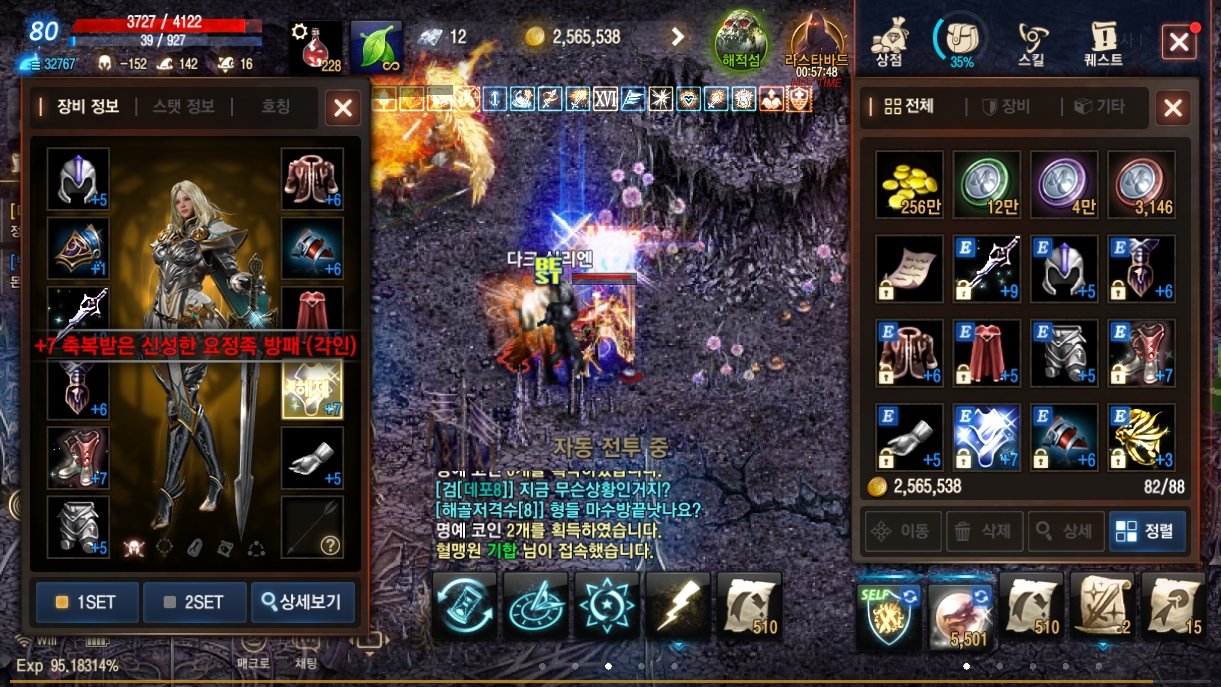 80
3727 / 4122
39 / 927
32767
-152
142
16
228
12
2,565,538
해적섬
라스타바드
00:57:48
상점
35%
스킬
퀘스트
장비 정보
스탯 정보
호칭
XVI
전체
장비
기타
+5
+6
+1
+6
+7 축복받은 신성한 요정족 방패 (각인)
+6
해제
+7
+7
+5
+5
?
1SET
2SET
상세보기
BE
ST
자동 전투 중
[검[데포8]] 지금 무슨상황인거지?
[해골저격수[8]] 형들 마수방끝낫나요?
명예 코인 2개를 획득하였습니다.
혈맹원 기합 님이 접속했습니다.
256만
12만
4만
3,146
E +9
E +5
E +6
E +6
E +5
E +5
E +7
E +5
E +7
E +6
E +3
2,565,538
82/88
이동
삭제
상세
정렬
510
SELF
5,501
510
2
15
Exp 95.18314%
매크로
채팅